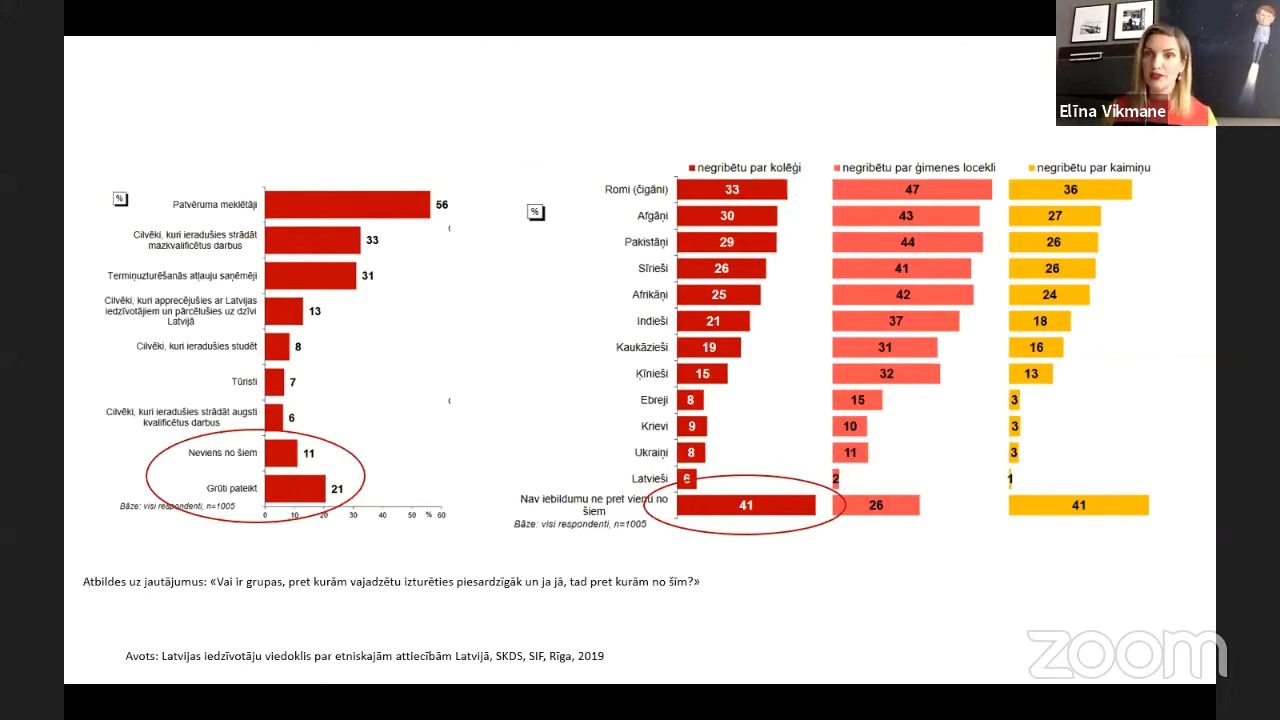 Elīna Vikmane
%
Patvēruma meklētāji 56
Cilvēki, kuri ieradušies strādāt
mazkvalificētus darbus 33
Termiņuzturēšanās atļauju saņēmēji 31
Cilvēki, kuri apprecējušies ar Latvijas
iedzīvotājiem un pārcēlušies uz dzīvi
Latvijā 13
Cilvēki, kuri ieradušies studēt 8
Tūristi 7
Cilvēki, kuri ieradušies strādāt augsti
kvalificētus darbus 6
Neviens no šiem 11
Grūti pateikt 21
Bāze: visi respondenti, n=1005
0 10 20 30 40 % 50 60
negribētu par kolēģi negribētu par ģimenes locekli negribētu par kaimiņu
%
Romi (čigāni) 33 47 36
Afgāņi 30 43 27
Pakistāņi 29 44 26
Sīrieši 26 41 26
Afrikāņi 25 42 24
Indieši 21 37 18
Kaukāzieši 19 31 16
Ķīnieši 15 32 13
Ebreji 8 15 3
Krievi 9 10 3
Ukraiņi 8 11 3
Latvieši 6 2 1
Nav iebildumu ne pret vienu no
šiem 41 26 41
Bāze: visi respondenti, n=1005
Atbildes uz jautājumus: «Vai ir grupas, pret kurām vajadzētu izturēties piesardzīgāk un ja jā, tad pret kurām no šīm?»
Avots: Latvijas iedzīvotāju viedoklis par etniskajām attiecībām Latvijā, SKDS, SIF, Rīga, 2019
zoom